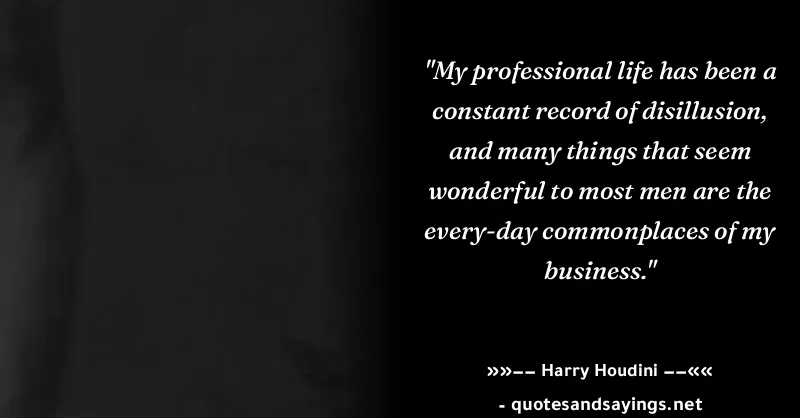 "My professional life has been a
constant record of disillusion,
and many things that seem
wonderful to most men are the
every-day commonplaces of my
business."
»»−− Harry Houdini −−««
- quotesandsayings.net